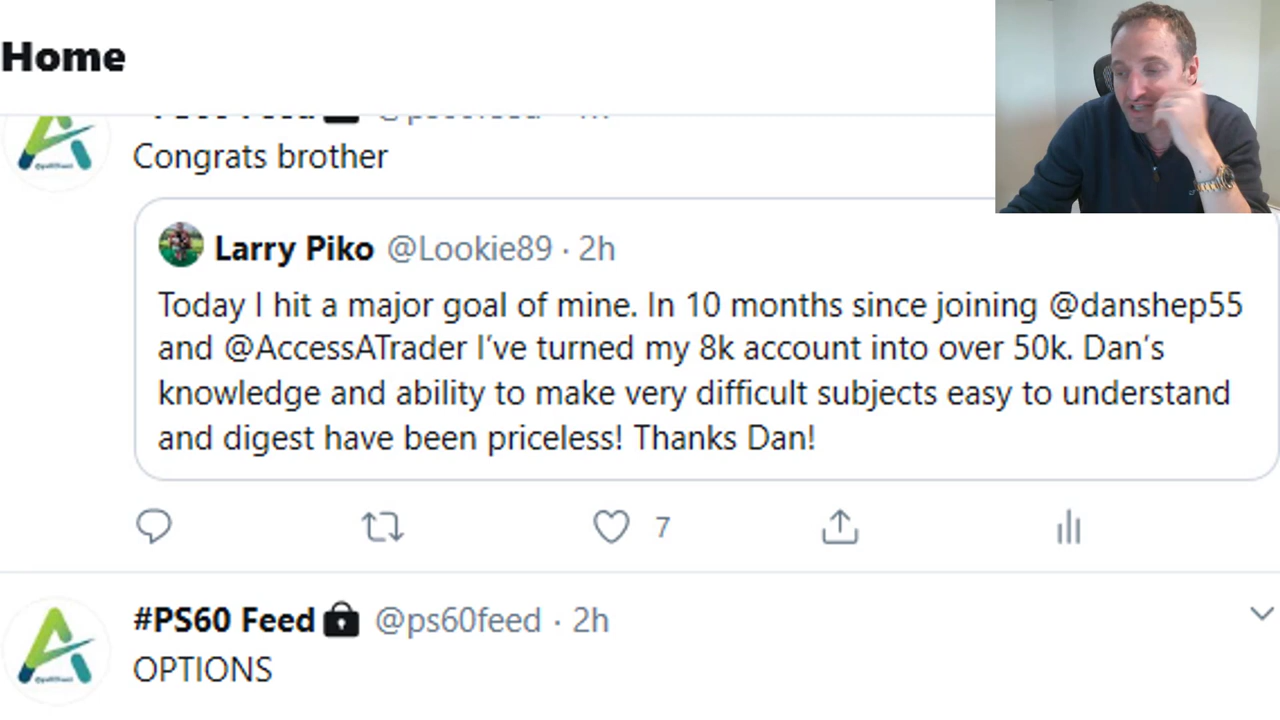 Home
Congrats brother
Larry Piko @Lookie89 · 2h
Today I hit a major goal of mine. In 10 months since joining @danshep55
and @AccessATrader I've turned my 8k account into over 50k. Dan's
knowledge and ability to make very difficult subjects easy to understand
and digest have been priceless! Thanks Dan!
7
#PS60 Feed @ps60feed · 2h
OPTIONS